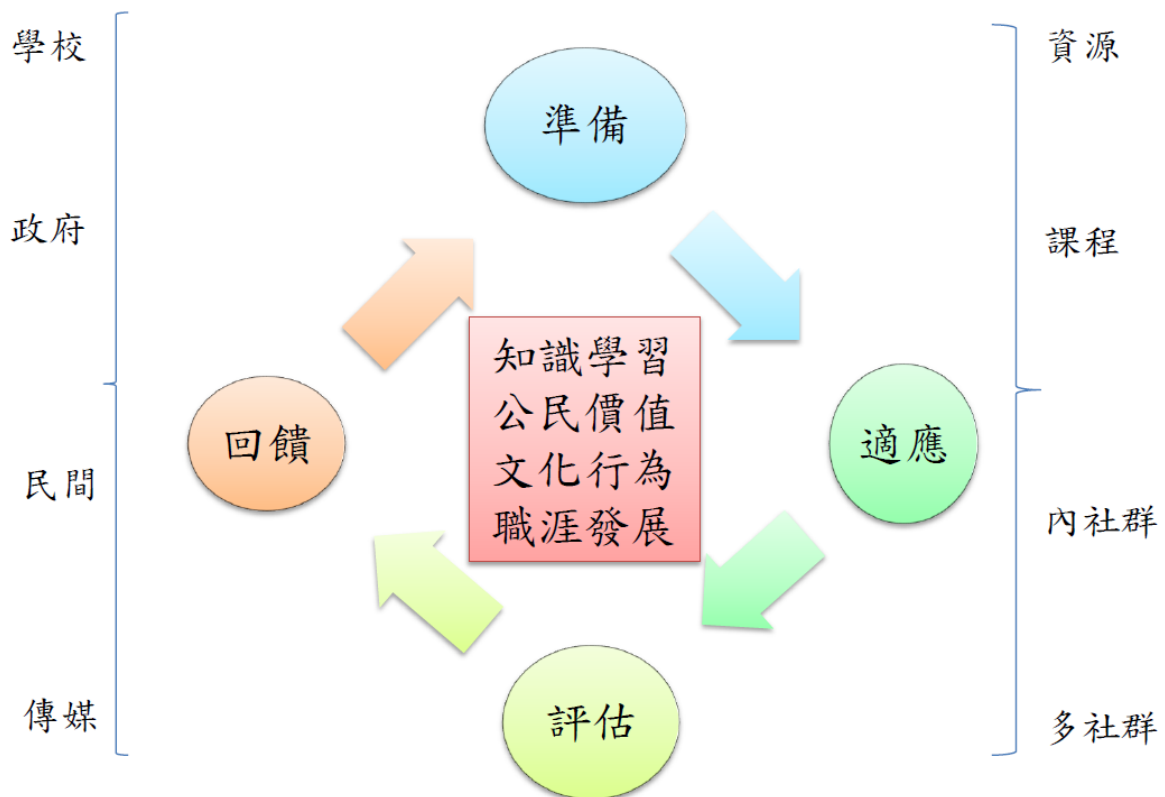 學校
政府
民間
傳媒
準備
適應
評估
回饋
知識學習
公民價值
文化行為
職涯發展
資源
課程
內社群
多社群